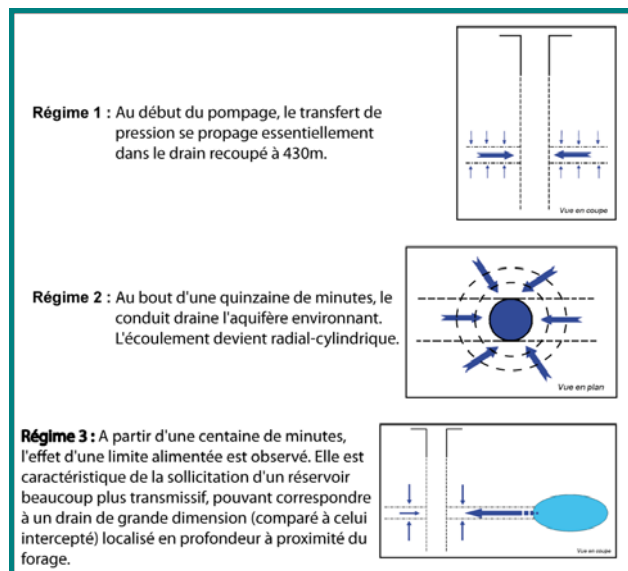 Régime 1 : Au début du pompage, le transfert de
pression se propage essentiellement
dans le drain recoupé à 430m.
Vue en coupe
Régime 2 : Au bout d'une quinzaine de minutes, le
conduit draine l'aquifère environnant.
L'écoulement devient radial-cylindrique.
Vue en plan
Régime 3 : A partir d'une centaine de minutes,
l'effet d'une limite alimentée est observé. Elle est
caractéristique de la sollicitation d'un réservoir
beaucoup plus transmissif, pouvant correspondre
à un drain de grande dimension (comparé à celui
intercepté) localisé en profondeur à proximité du
forage.
Vue en coupe